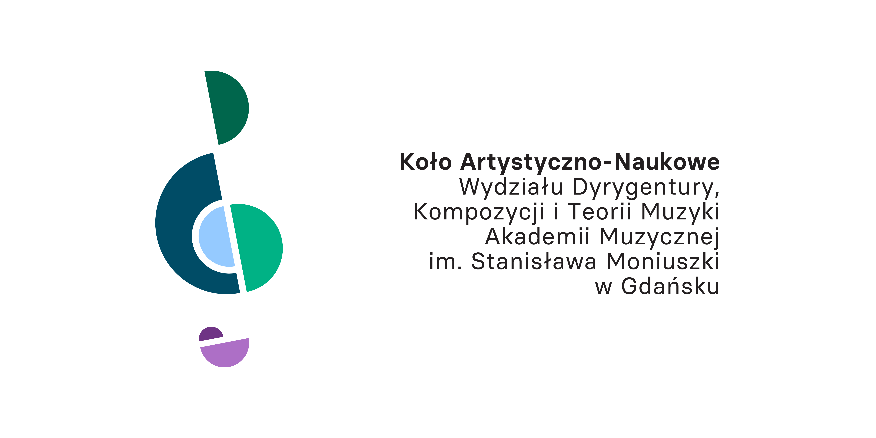 Koło Artystyczno-Naukowe
Wydziału Dyrygentury,
Kompozycji i Teorii Muzyki
Akademii Muzycznej
im. Stanisława Moniuszki
w Gdańsku